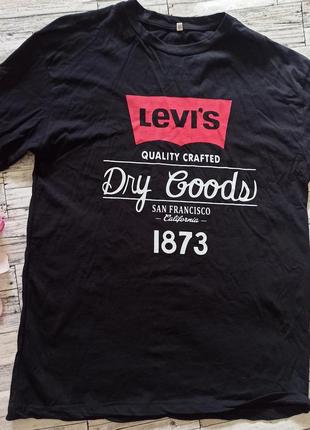 LEVI'S
QUALITY CRAFTED
Dry Goods
SAN FRANCISCO
California
1873